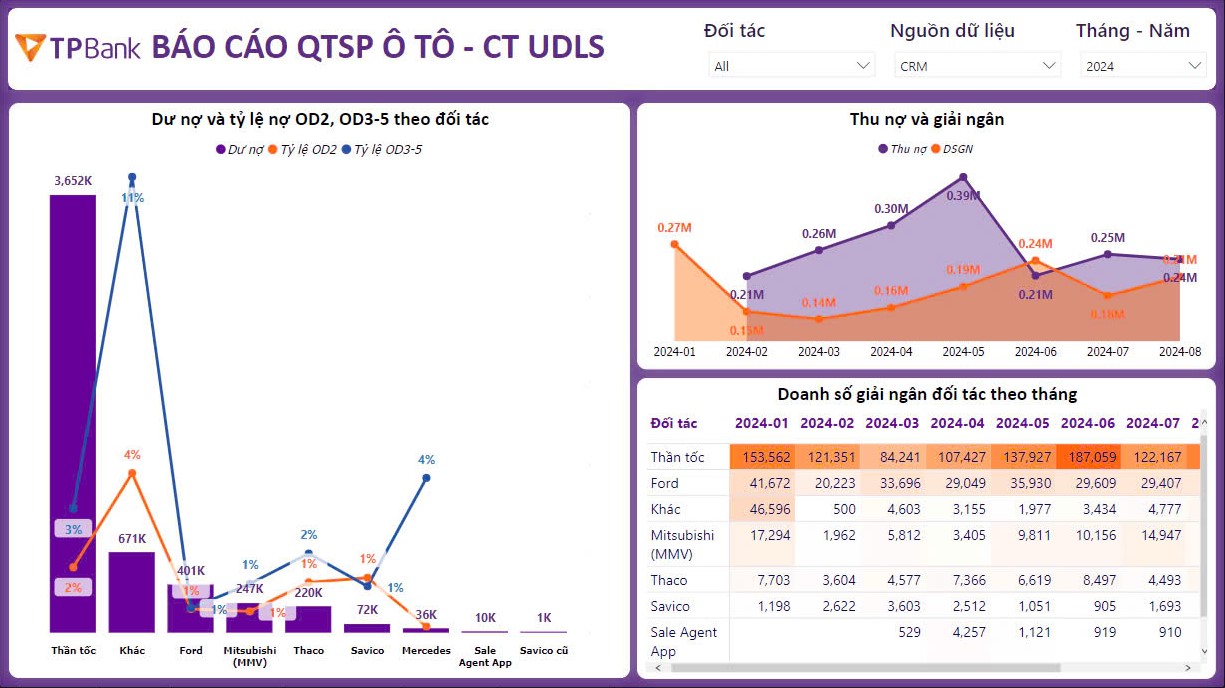 TPBank BÁO CÁO QTSP Ô TÔ - CT UDLS
Đối tác
All
Nguồn dữ liệu
CRM
Tháng - Năm
2024
Dư nợ và tỷ lệ nợ OD2, OD3-5 theo đối tác
Dư nợ Tỷ lệ OD2 Tỷ lệ OD3-5
3,652K
11%
4%
4%
3%
2%
671K
401K
1%
1%
1%
247K
1%
2%
1%
220K
1%
1%
72K
36K
10K
1K
Thần tốc Khác Ford Mitsubishi (MMV) Thaco Savico Mercedes Sale Agent App Savico cũ
Thu nợ và giải ngân
Thu nợ DSGN
0.27M
0.21M
0.15M
0.26M
0.14M
0.30M
0.16M
0.39M
0.19M
0.24M
0.21M
0.25M
0.18M
0.21M
0.24M
2024-01 2024-02 2024-03 2024-04 2024-05 2024-06 2024-07 2024-08
Doanh số giải ngân đối tác theo tháng
Đối tác 2024-01 2024-02 2024-03 2024-04 2024-05 2024-06 2024-07 2
Thần tốc 153,562 121,351 84,241 107,427 137,927 187,059 122,167
Ford 41,672 20,223 33,696 29,049 35,930 29,609 29,407
Khác 46,596 500 4,603 3,155 1,977 3,434 4,777
Mitsubishi 17,294 1,962 5,812 3,405 9,811 10,156 14,947
(MMV)
Thaco 7,703 3,604 4,577 7,366 6,619 8,497 4,493
Savico 1,198 2,622 3,603 2,512 1,051 905 1,693
Sale Agent 529 4,257 1,121 919 910
App